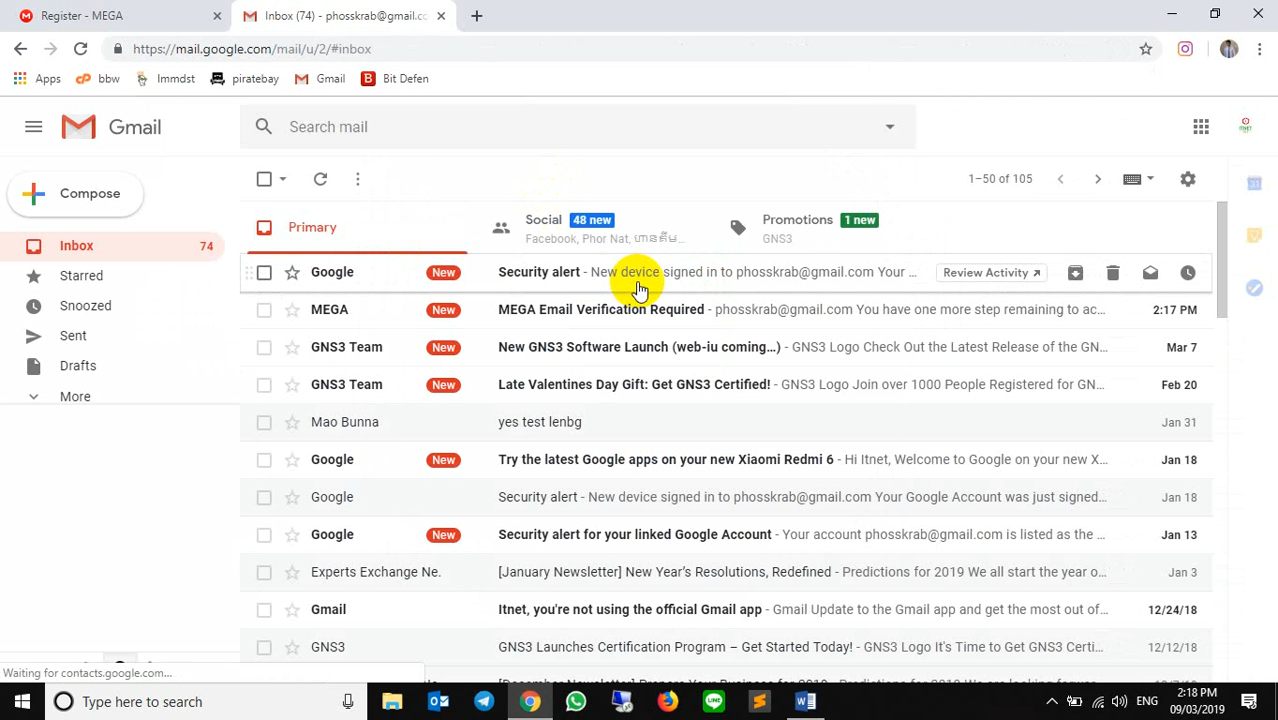 Register - MEGA
Inbox (74) - phosskrab@gmail.co
https://mail.google.com/mail/u/2/#inbox
Apps bbw Immdst piratebay Gmail Bit Defen
Gmail
Search mail
Compose
1–50 of 105
Primary
Social 48 new
Facebook, Phor Nat,
Promotions 1 new
GNS3
Inbox 74
Starred
Snoozed
Sent
Drafts
More
Google New Security alert - New device signed in to phosskrab@gmail.com Your ... Review Activity
MEGA New MEGA Email Verification Required - phosskrab@gmail.com You have one more step remaining to ac... 2:17 PM
GNS3 Team New New GNS3 Software Launch (web-iu coming...) - GNS3 Logo Check Out the Latest Release of the GN... Mar 7
GNS3 Team New Late Valentines Day Gift: Get GNS3 Certified! - GNS3 Logo Join over 1000 People Registered for GN... Feb 20
Mao Bunna yes test lenbg Jan 31
Google New Try the latest Google apps on your new Xiaomi Redmi 6 - Hi Itnet, Welcome to Google on your new X... Jan 18
Google Security alert - New device signed in to phosskrab@gmail.com Your Google Account was just signed... Jan 18
Google New Security alert for your linked Google Account - Your account phosskrab@gmail.com is listed as the ... Jan 13
Experts Exchange Ne. [January Newsletter] New Year's Resolutions, Redefined - Predictions for 2019 We all start the year o... Jan 3
Gmail Itnet, you're not using the official Gmail app - Gmail Update to the Gmail app and get the most out of... 12/24/18
GNS3 GNS3 Launches Certification Program – Get Started Today! - GNS3 Logo It's Time to Get GNS3 Certi... 12/12/18
Waiting for contacts.google.com...
Type here to search
ENG
2:18 PM
09/03/2019